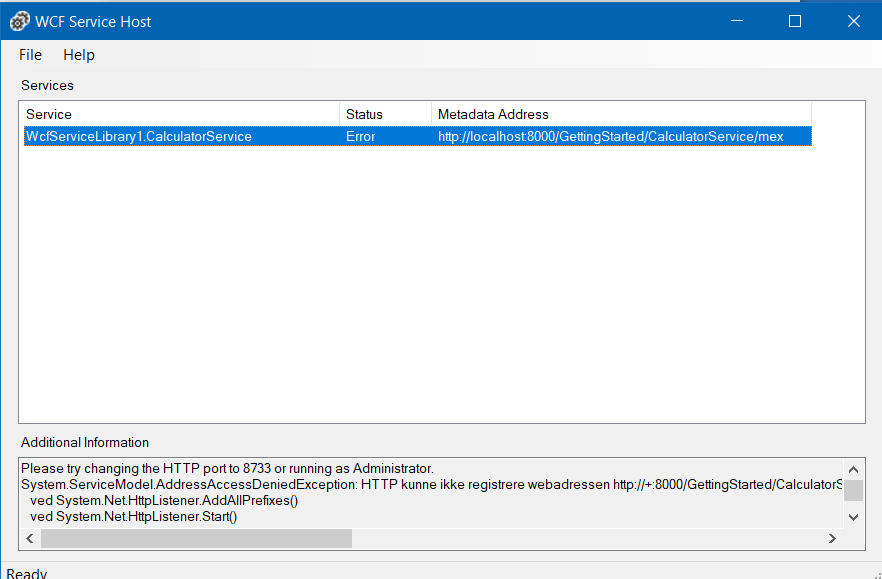 WCF Service Host
File Help
Services
Service Status Metadata Address
WcfServiceLibrary1.CalculatorService Error http://localhost:8000/GettingStarted/CalculatorService/mex
Additional Information
Please try changing the HTTP port to 8733 or running as Administrator.
System.ServiceModel.AddressAccessDeniedException: HTTP kunne ikke registrere webadressen http://+:8000/GettingStarted/CalculatorS
ved System.Net.HttpListener.AddAllPrefixes()
ved System.Net.HttpListener.Start()
Ready